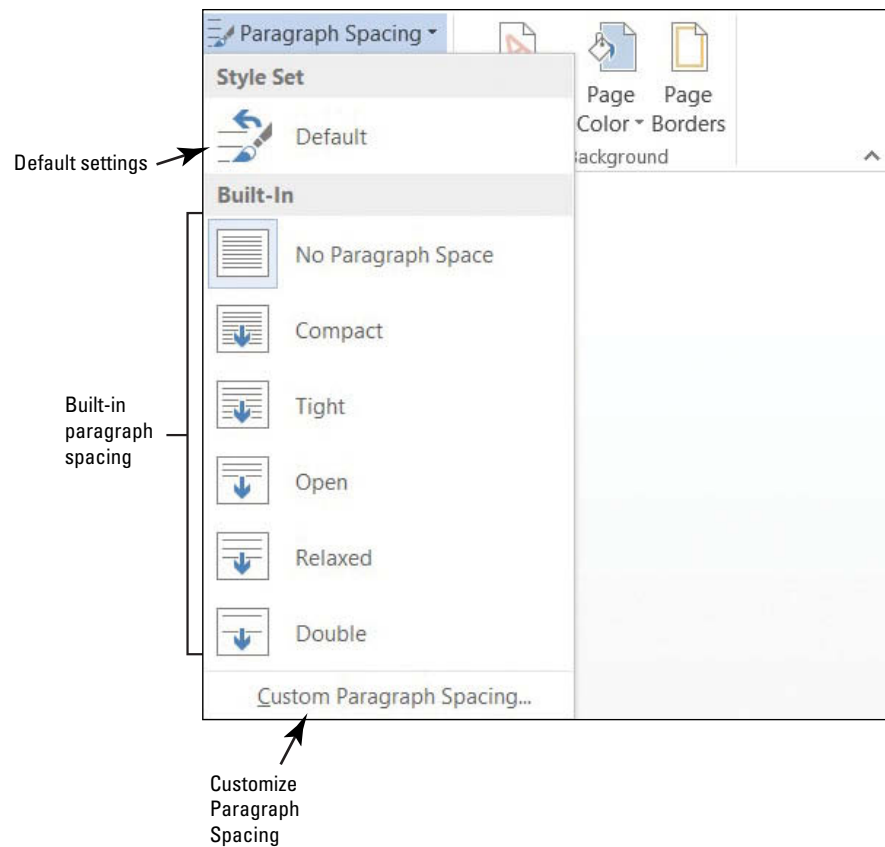 Paragraph Spacing
Style Set
Default
Page Color
Page Borders
Background
Default settings
Built-In
No Paragraph Space
Compact
Tight
Built-in
paragraph
spacing
Open
Relaxed
Double
Custom Paragraph Spacing...
Customize
Paragraph
Spacing